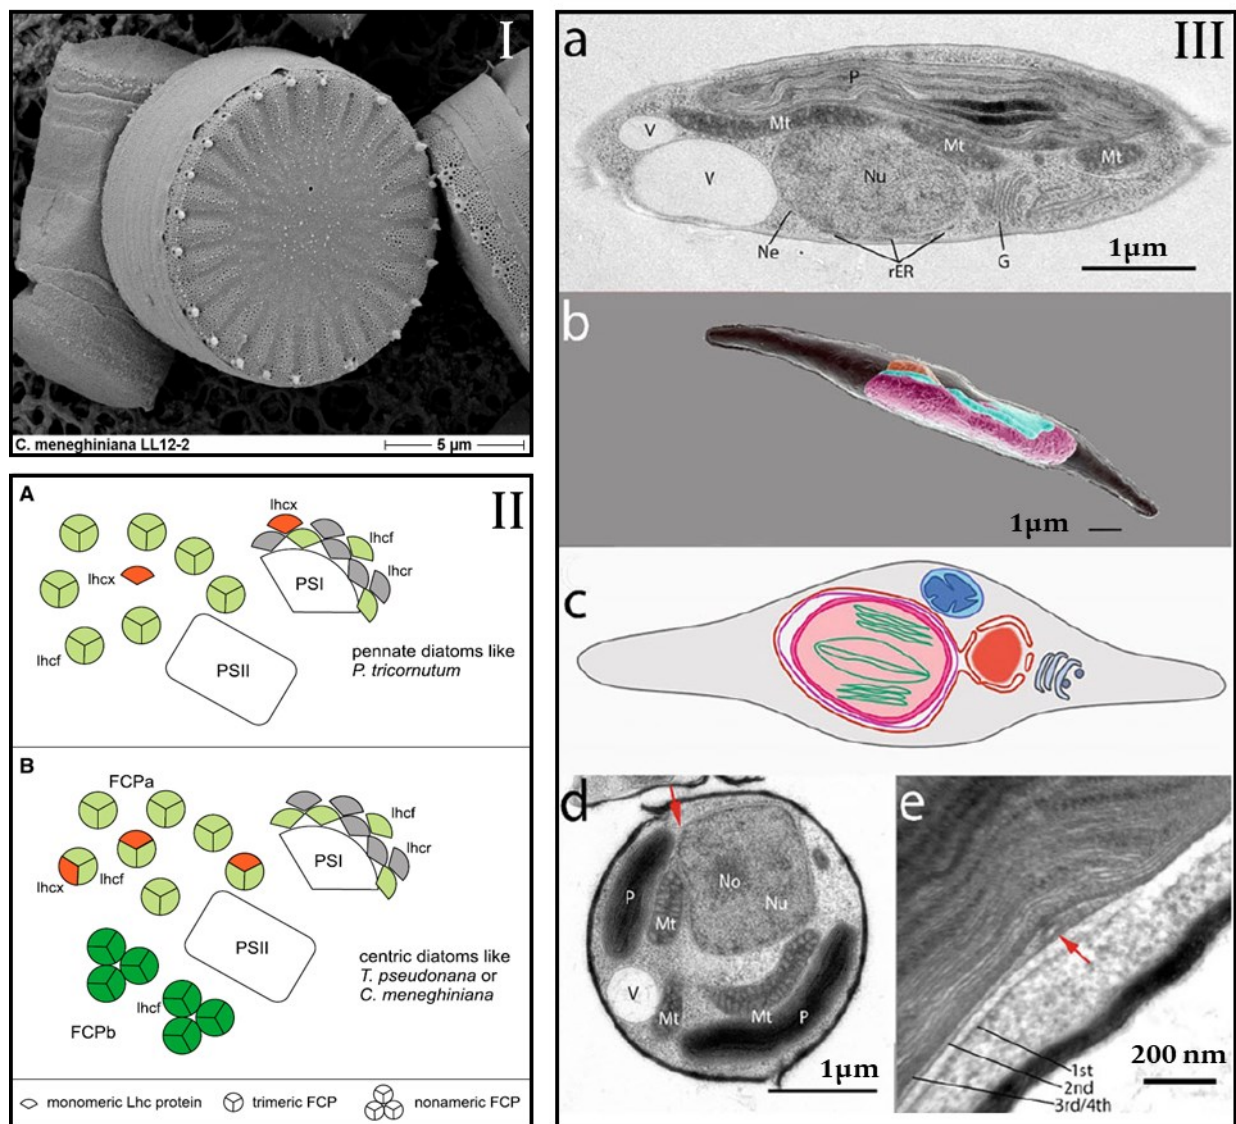 I
C. meneghiniana LL12-2
5 µm
A
II
lhcx
lhcf
lhcr
PSI
lhcx
lhcf
PSII
pennate diatoms like
P. tricornutum
B
FCPa
lhcf
lhcr
PSI
lhcx
lhcf
PSII
centric diatoms like
T. pseudonana or
C. meneghiniana
lhcf
FCPb
monomeric Lhc protein
trimeric FCP
nonameric FCP
a
III
P
V
Mt
Mt
Mt
V
Nu
Ne
rER
G
1µm
b
1µm
c
d
P
No
Nu
Mt
V
Mt
Mt
P
1µm
e
1st
2nd
3rd/4th
200 nm